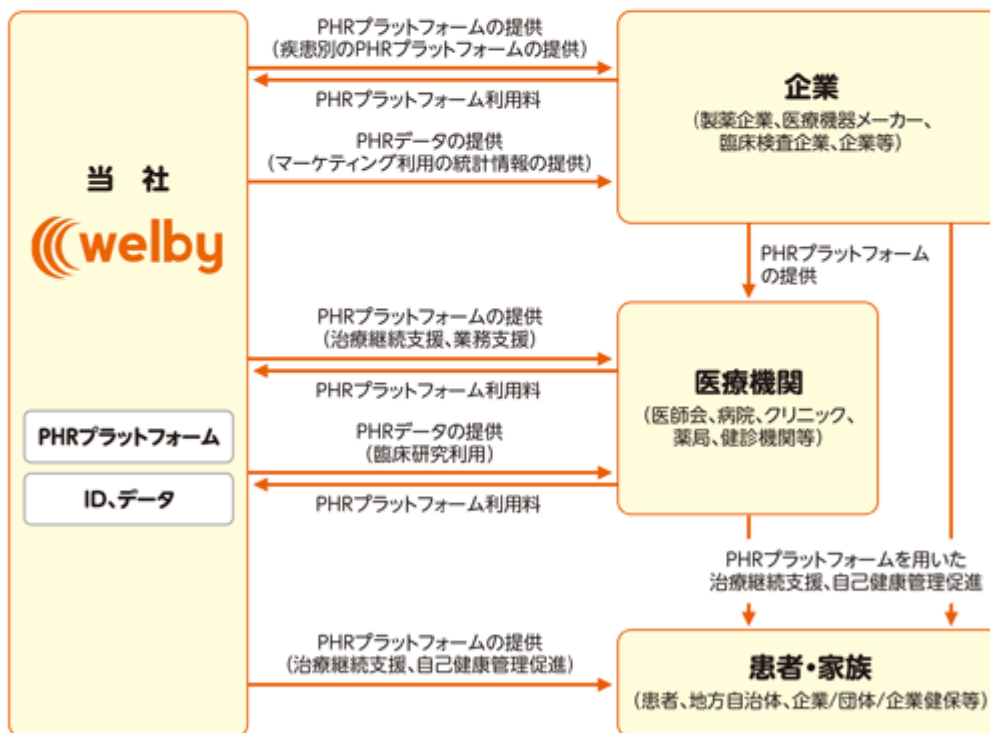 当 社
welby
PHRプラットフォーム
ID、データ
PHRプラットフォームの提供
(疾患別のPHRプラットフォームの提供)
PHRプラットフォーム利用料
PHRデータの提供
(マーケティング利用の統計情報の提供)
企業
(製薬企業、医療機器メーカー、
臨床検査企業、企業等)
PHRプラットフォーム
の提供
PHRプラットフォームの提供
(治療継続支援、業務支援)
PHRプラットフォーム利用料
PHRデータの提供
(臨床研究利用)
PHRプラットフォーム利用料
医療機関
(医師会、病院、クリニック、
薬局、健診機関等)
PHRプラットフォームを用いた
治療継続支援、自己健康管理促進
PHRプラットフォームの提供
(治療継続支援、自己健康管理促進)
患者・家族
(患者、地方自治体、企業/団体/企業健保等)